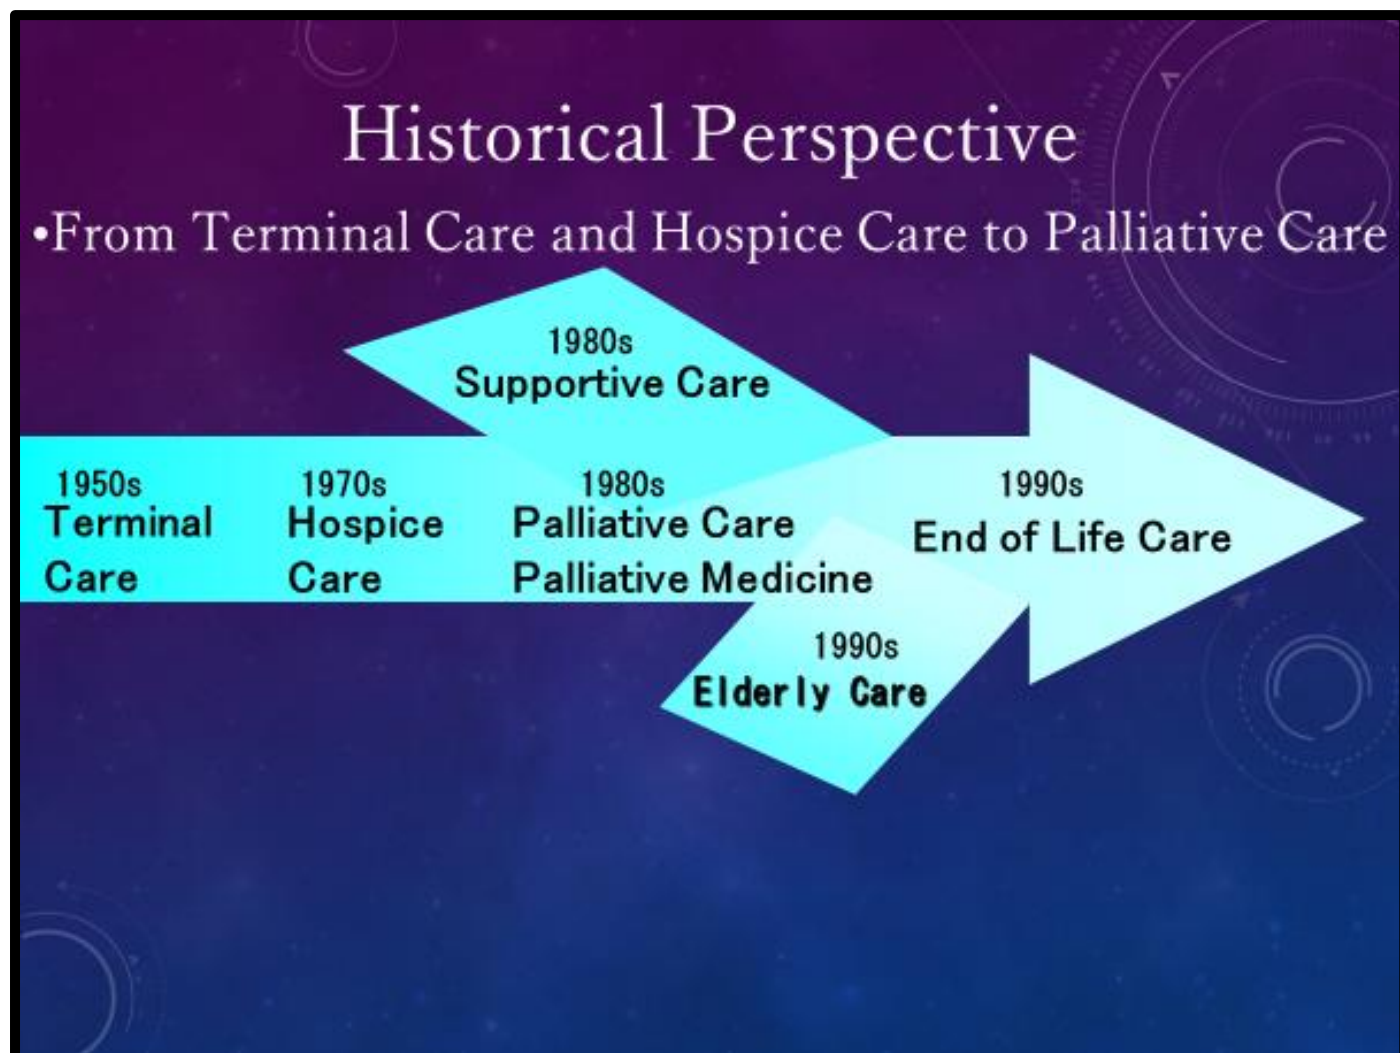 Historical Perspective
•From Terminal Care and Hospice Care to Palliative Care
1980s
Supportive Care
1950s
Terminal
Care
1970s
Hospice
Care
1980s
Palliative Care
Palliative Medicine
1990s
End of Life Care
1990s
Elderly Care